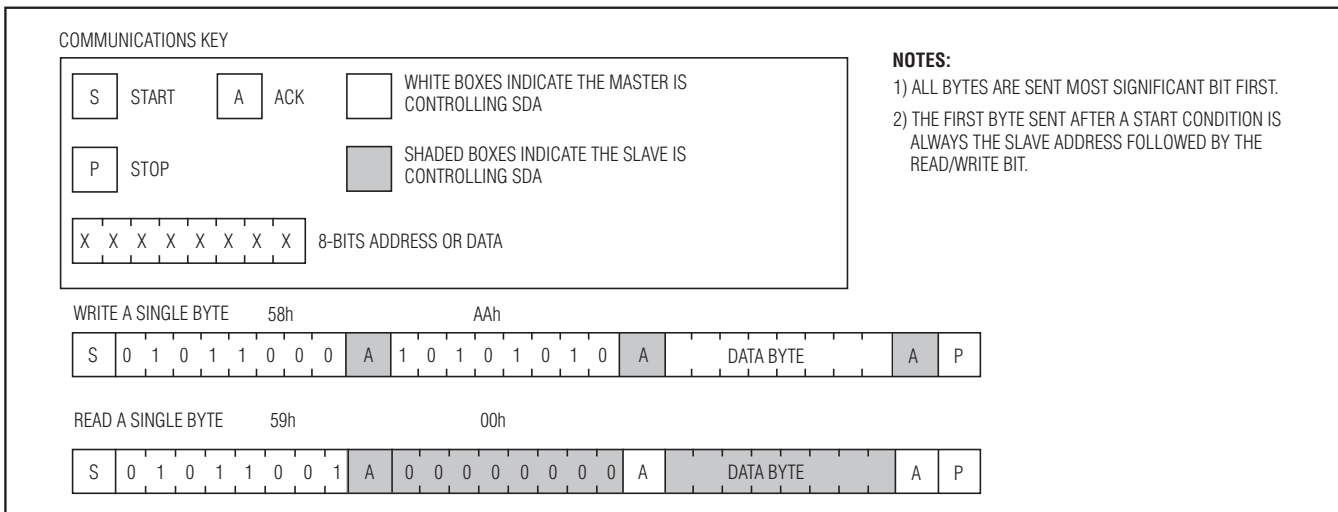 COMMUNICATIONS KEY
S START A ACK WHITE BOXES INDICATE THE MASTER IS
CONTROLLING SDA
P STOP SHADED BOXES INDICATE THE SLAVE IS
CONTROLLING SDA
X X X X X X X X 8-BITS ADDRESS OR DATA
NOTES:
1) ALL BYTES ARE SENT MOST SIGNIFICANT BIT FIRST.
2) THE FIRST BYTE SENT AFTER A START CONDITION IS
ALWAYS THE SLAVE ADDRESS FOLLOWED BY THE
READ/WRITE BIT.
WRITE A SINGLE BYTE 58h AAh
S 0 1 0 1 1 0 0 0 A 1 0 1 0 1 0 1 0 A DATA BYTE A P
READ A SINGLE BYTE 59h 00h
S 0 1 0 1 1 0 0 1 A 0 0 0 0 0 0 0 0 A DATA BYTE A P